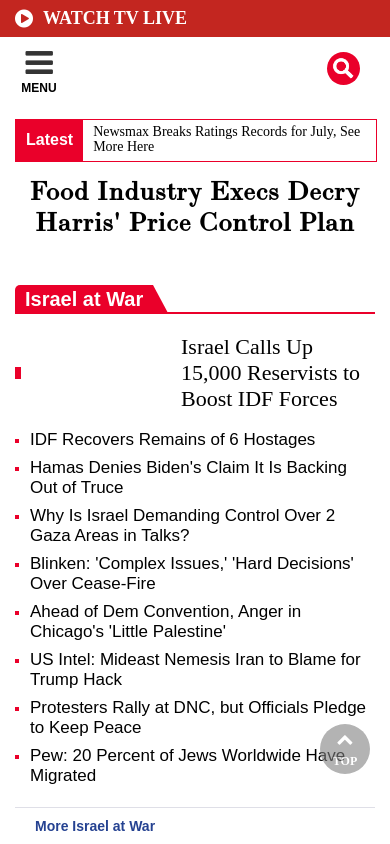 WATCH TV LIVE
MENU
Latest
Newsmax Breaks Ratings Records for July, See
More Here
Food Industry Execs Decry
Harris' Price Control Plan
Israel at War
Israel Calls Up
15,000 Reservists to
Boost IDF Forces
IDF Recovers Remains of 6 Hostages
Hamas Denies Biden's Claim It Is Backing
Out of Truce
Why Is Israel Demanding Control Over 2
Gaza Areas in Talks?
Blinken: 'Complex Issues,' 'Hard Decisions'
Over Cease-Fire
Ahead of Dem Convention, Anger in
Chicago's 'Little Palestine'
US Intel: Mideast Nemesis Iran to Blame for
Trump Hack
Protesters Rally at DNC, but Officials Pledge
to Keep Peace
Pew: 20 Percent of Jews Worldwide Have
Migrated
TOP
More Israel at War